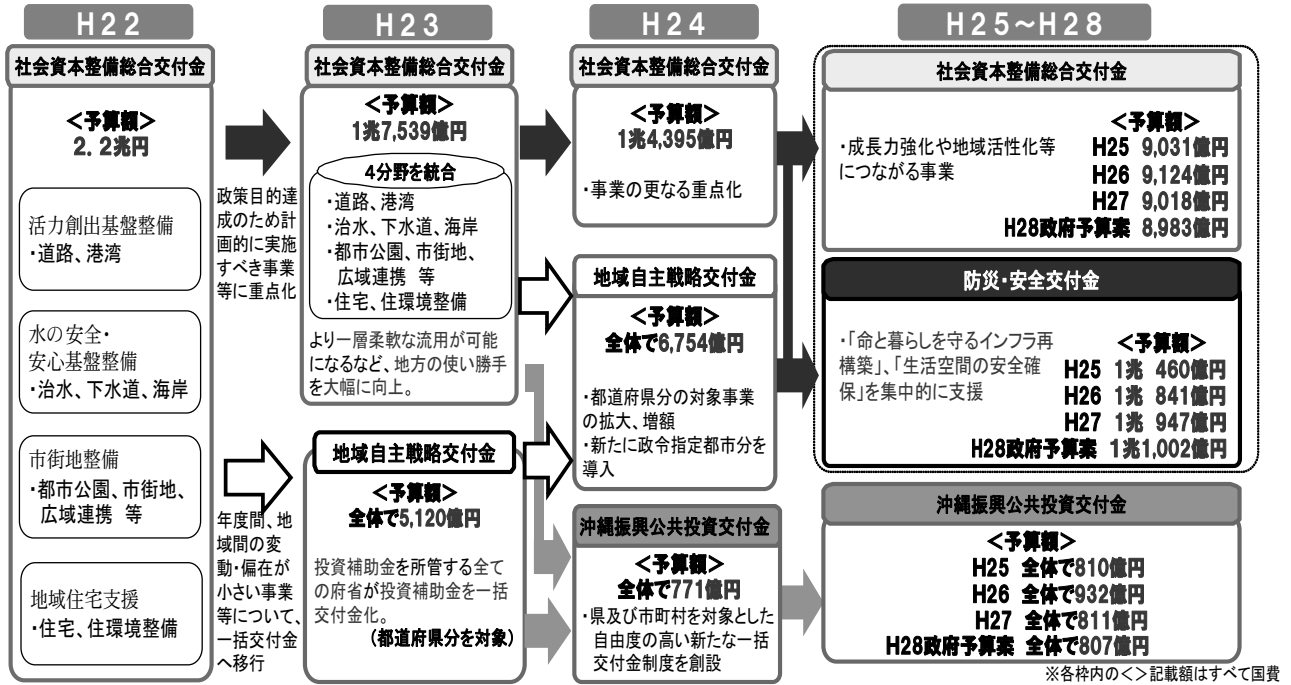 H22
社会資本整備総合交付金
<予算額>
2．2兆円
活力創出基盤整備
・道路、港湾
水の安全・
安心基盤整備
・治水、下水道、海岸
市街地整備
・都市公園、市街地、
広域連携 等
地域住宅支援
・住宅、住環境整備
政策目的達
成のため計
画的に実施
すべき事業
等に重点化
年度間、地
域間の変
動・偏在が
小さい事業
等について、
一括交付金
へ移行
H23
社会資本整備総合交付金
<予算額>
1兆7,539億円
4分野を統合
・道路、港湾
・治水、下水道、海岸
・都市公園、市街地、
広域連携 等
・住宅、住環境整備
より一層柔軟な流用が可能
になるなど、地方の使い勝手
を大幅に向上。
地域自主戦略交付金
<予算額>
全体で5,120億円
投資補助金を所管する全て
の府省が投資補助金を一括
交付金化。
（都道府県分を対象）
H24
社会資本整備総合交付金
<予算額>
1兆4,395億円
・事業の更なる重点化
地域自主戦略交付金
<予算額>
全体で6,754億円
・都道府県分の対象事業
の拡大、増額
・新たに政令指定都市分を
導入
沖縄振興公共投資交付金
<予算額>
全体で771億円
・県及び市町村を対象とした
自由度の高い新たな一括
交付金制度を創設
H25～H28
社会資本整備総合交付金
・成長力強化や地域活性化等
につながる事業
<予算額>
H25 9,031億円
H26 9,124億円
H27 9,018億円
H28政府予算案 8,983億円
防災・安全交付金
・「命と暮らしを守るインフラ再
構築」、「生活空間の安全確
保」を集中的に支援
<予算額>
H25 1兆 460億円
H26 1兆 841億円
H27 1兆 947億円
H28政府予算案 1兆1,002億円
沖縄振興公共投資交付金
<予算額>
H25 全体で810億円
H26 全体で932億円
H27 全体で811億円
H28政府予算案 全体で807億円
※各枠内の<>記載額はすべて国費